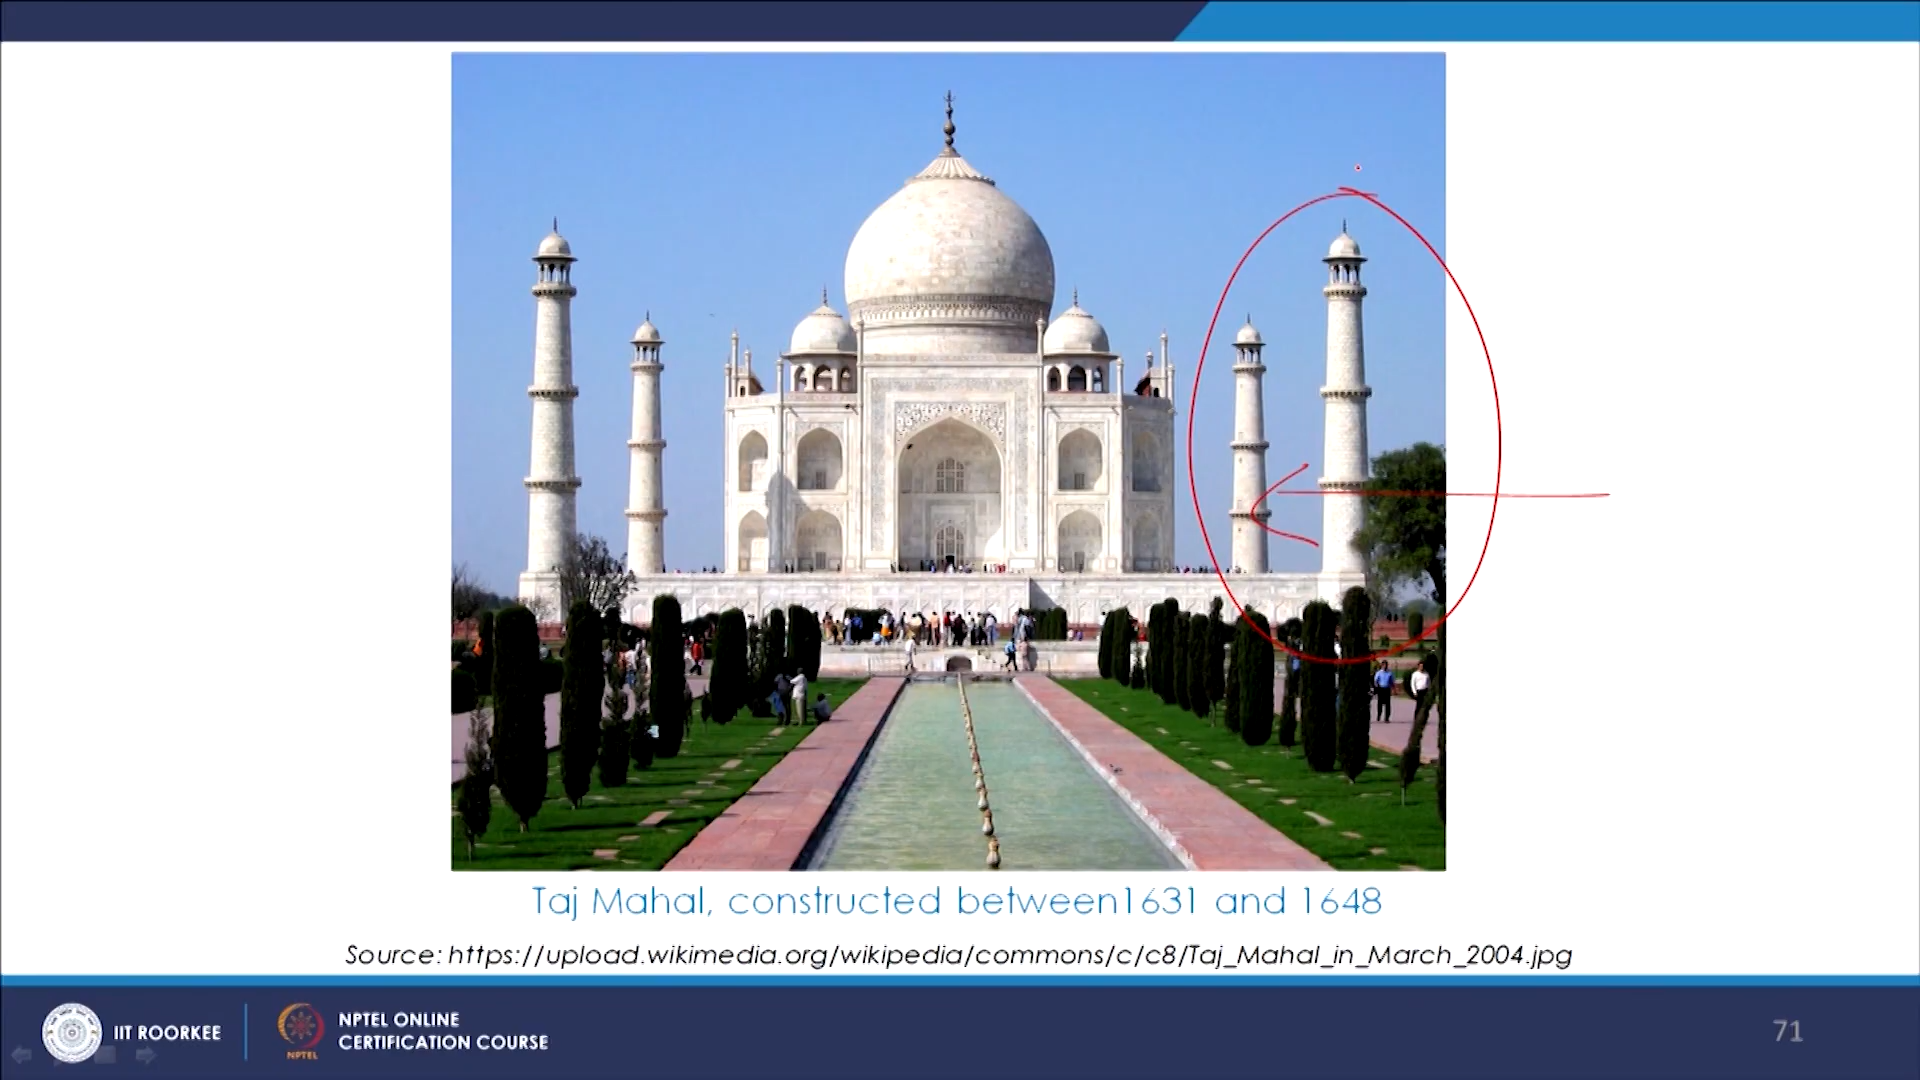 Taj Mahal, constructed between1631 and 1648
Source: https://upload.wikimedia.org/wikipedia/commons/c/c8/Taj_Mahal_in_March_2004.jpg
IIT ROORKEE
NPTEL
NPTEL ONLINE
CERTIFICATION COURSE
71